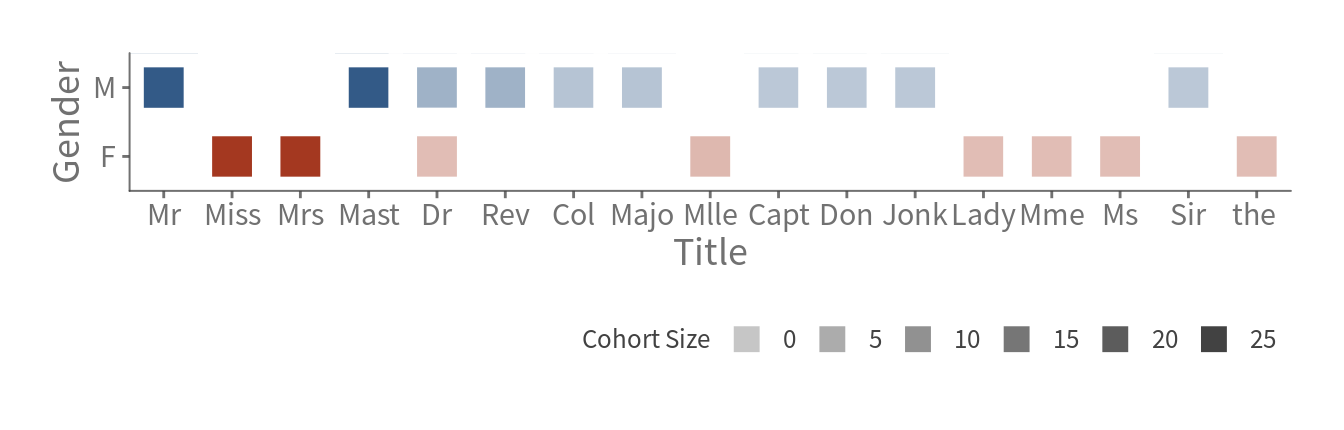 Gender
M
F
Mr Miss Mrs Mast Dr Rev Col Majo Mlle Capt Don Jonk Lady Mme Ms Sir the
Title
Cohort Size 0 5 10 15 20 25